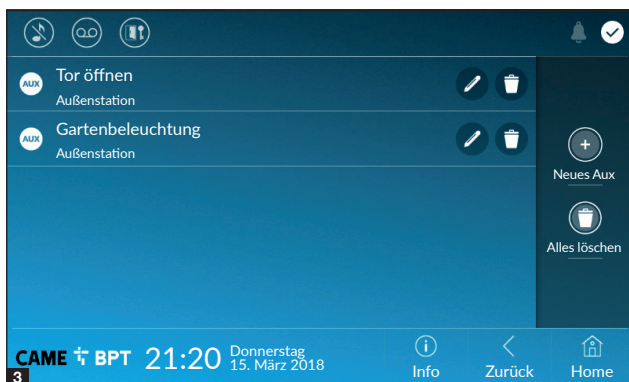 AUX
Tor öffnen
Außenstation
AUX
Gartenbeleuchtung
Außenstation
+
Neues Aux
Alles löschen
CAME BPT 21:20 Donnerstag
15. März 2018
i
Info
Zurück
Home
3